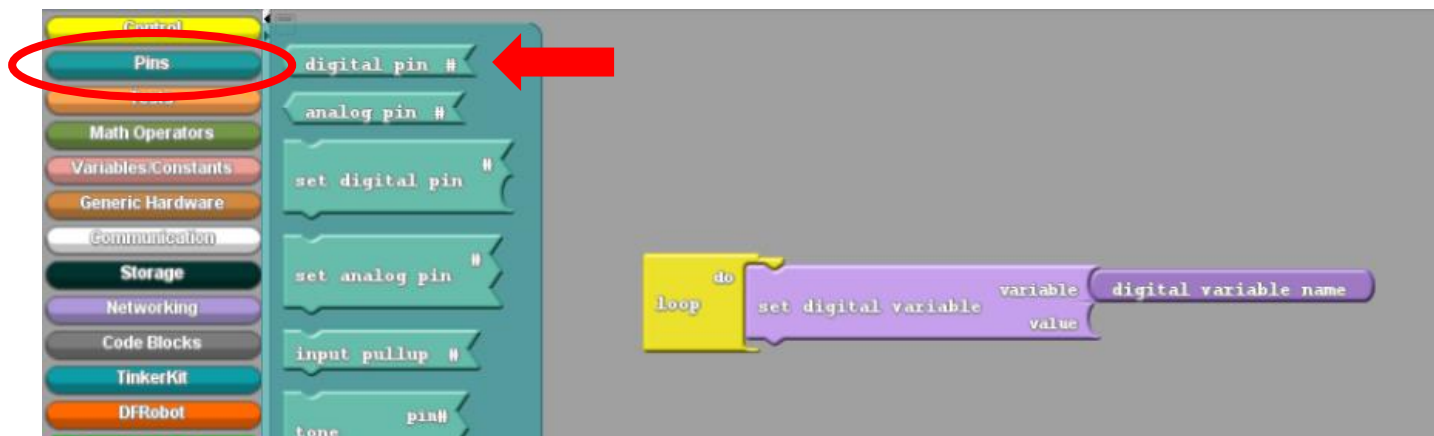 Control
Pins
Tests
Math Operators
Variables/Constants
Generic Hardware
Communication
Storage
Networking
Code Blocks
TinkerKit
DFRobot
digital pin #
analog pin #
#
set digital pin
#
set analog pin
input pullup #
pin#
tone
do
loop
set digital variable
variable
value
digital variable name